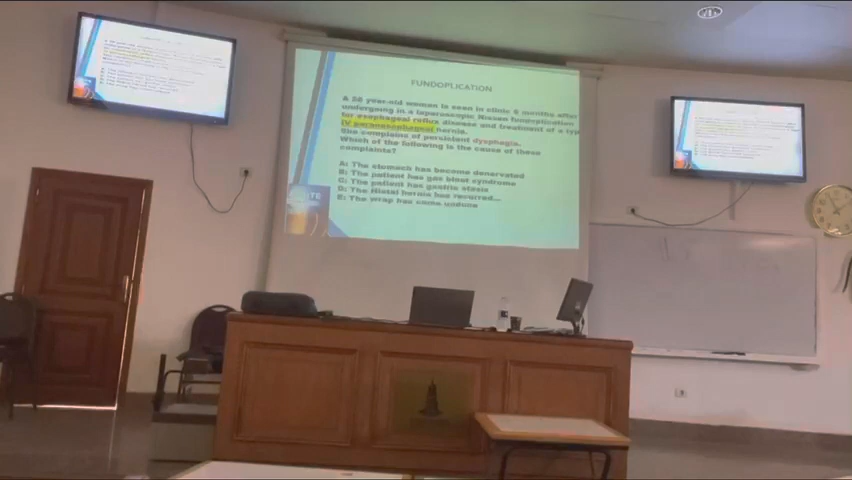 FUNDOPLICATION
A 58 year-old woman is seen in clinic 6 months after
undergoing in a laparoscopic Nissen fundoplication
for esophageal reflux disease and treatment of a typ
IV paraesophageal hernia.
She complains of persistent dysphagia.
Which of the following is the cause of these
complaints?
A: The stomach has become denervated
B: The patient has gas bloat syndrome
C: The patient has gastric stasis
D: The Hiatal hernia has recurred...
E: The wrap has come undone